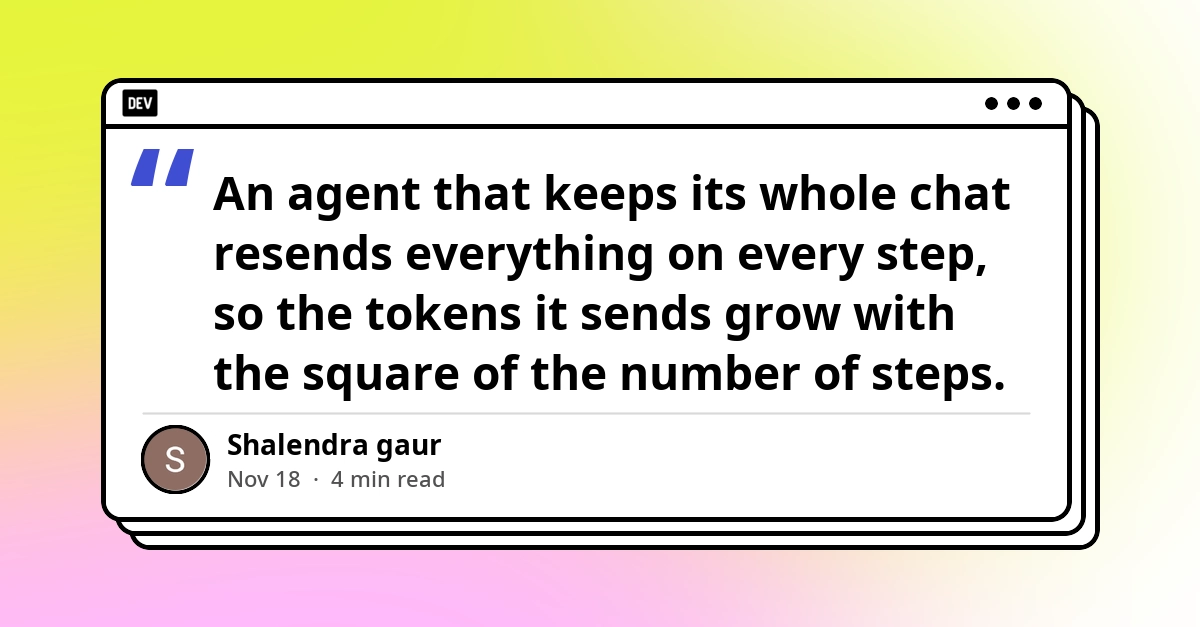 DEV
“ An agent that keeps its whole chat
resends everything on every step,
so the tokens it sends grow with
the square of the number of steps.
S
Shalendra gaur
Nov 18 · 4 min read